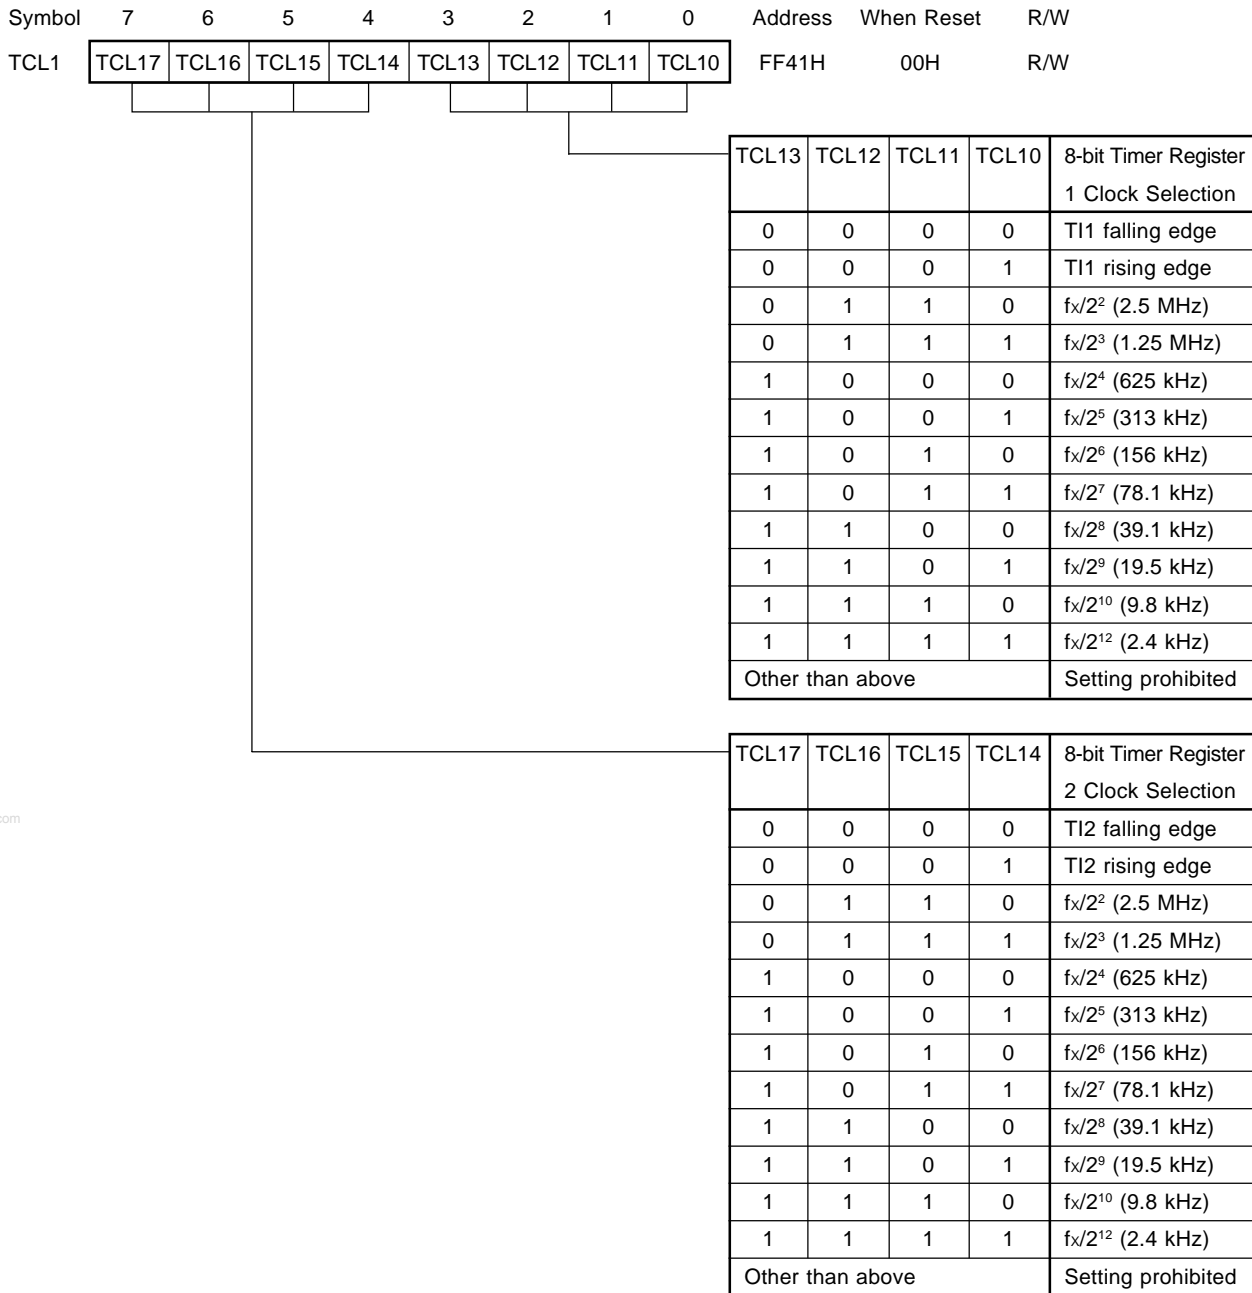 Symbol 7 6 5 4 3 2 1 0 Address When Reset R/W
TCL1 TCL17 TCL16 TCL15 TCL14 TCL13 TCL12 TCL11 TCL10 FF41H 00H R/W
TCL13 TCL12 TCL11 TCL10 8-bit Timer Register
1 Clock Selection
0 0 0 0 TI1 falling edge
0 0 0 1 TI1 rising edge
0 1 1 0 fx/2² (2.5 MHz)
0 1 1 1 fx/2³ (1.25 MHz)
1 0 0 0 fx/2⁴ (625 kHz)
1 0 0 1 fx/2⁵ (313 kHz)
1 0 1 0 fx/2⁶ (156 kHz)
1 0 1 1 fx/2⁷ (78.1 kHz)
1 1 0 0 fx/2⁸ (39.1 kHz)
1 1 0 1 fx/2⁹ (19.5 kHz)
1 1 1 0 fx/2¹⁰ (9.8 kHz)
1 1 1 1 fx/2¹² (2.4 kHz)
Other than above Setting prohibited
TCL17 TCL16 TCL15 TCL14 8-bit Timer Register
2 Clock Selection
com
0 0 0 0 TI2 falling edge
0 0 0 1 TI2 rising edge
0 1 1 0 fx/2² (2.5 MHz)
0 1 1 1 fx/2³ (1.25 MHz)
1 0 0 0 fx/2⁴ (625 kHz)
1 0 0 1 fx/2⁵ (313 kHz)
1 0 1 0 fx/2⁶ (156 kHz)
1 0 1 1 fx/2⁷ (78.1 kHz)
1 1 0 0 fx/2⁸ (39.1 kHz)
1 1 0 1 fx/2⁹ (19.5 kHz)
1 1 1 0 fx/2¹⁰ (9.8 kHz)
1 1 1 1 fx/2¹² (2.4 kHz)
Other than above Setting prohibited